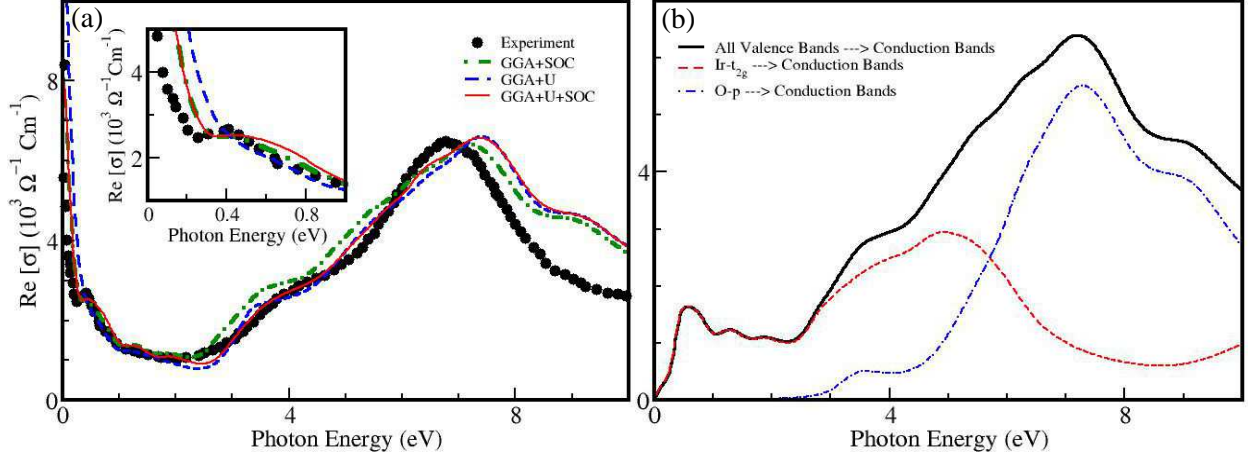 (a)
Re [σ] (10³ Ω⁻¹ Cm⁻¹)
8
4
0
0
4
8
Photon Energy (eV)
Experiment
GGA+SOC
GGA+U
GGA+U+SOC
Re [σ] (10³ Ω⁻¹Cm⁻¹)
4
2
0
0.4
0.8
Photon Energy (eV)
(b)
All Valence Bands ---> Conduction Bands
Ir-t₂g ---> Conduction Bands
O-p ---> Conduction Bands
4
0
0
4
8
Photon Energy (eV)